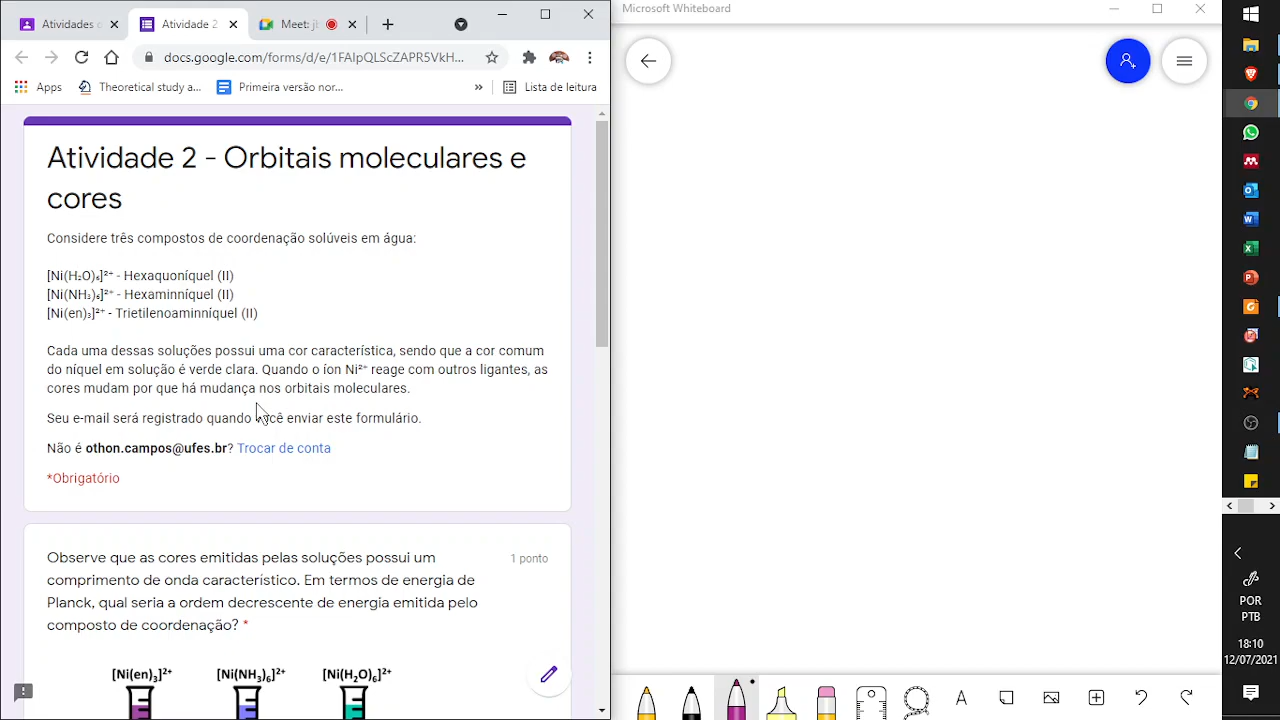 Atividades d
Atividade 2
Meet:
docs.google.com/forms/d/e/1FAIpQLScZAPR5VkH...
Apps
Theoretical study a...
Primeira versão nor...
»
Lista de leitura
Atividade 2 - Orbitais moleculares e
cores
Considere três compostos de coordenação solúveis em água:
[Ni(H₂O)₆]²⁺ - Hexaquoníquel (II)
[Ni(NH₃)₆]²⁺ - Hexaminníquel (II)
[Ni(en)₃]²⁺ - Trietilenoaminníquel (II)
Cada uma dessas soluções possui uma cor característica, sendo que a cor comum
do níquel em solução é verde clara. Quando o íon Ni²⁺ reage com outros ligantes, as
cores mudam por que há mudança nos orbitais moleculares.
Seu e-mail será registrado quando você enviar este formulário.
Não é othon.campos@ufes.br? Trocar de conta
*Obrigatório
Observe que as cores emitidas pelas soluções possui um
comprimento de onda característico. Em termos de energia de
Planck, qual seria a ordem decrescente de energia emitida pelo
composto de coordenação? *
1 ponto
[Ni(en)₃]²⁺ [Ni(NH₃)₆]²⁺ [Ni(H₂O)₆]²⁺
Microsoft Whiteboard
A
POR
PTB
18:10
12/07/2021